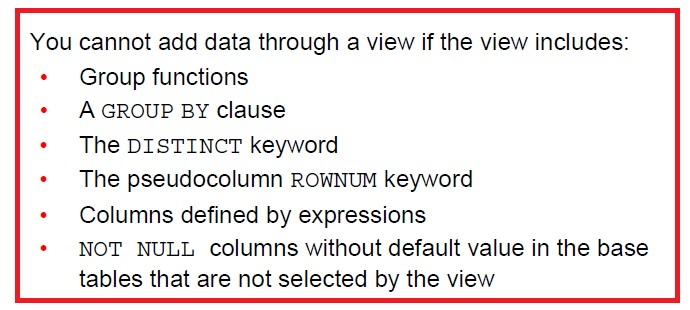 You cannot add data through a view if the view includes:
• Group functions
• A GROUP BY clause
• The DISTINCT keyword
• The pseudocolumn ROWNUM keyword
• Columns defined by expressions
• NOT NULL columns without default value in the base
tables that are not selected by the view